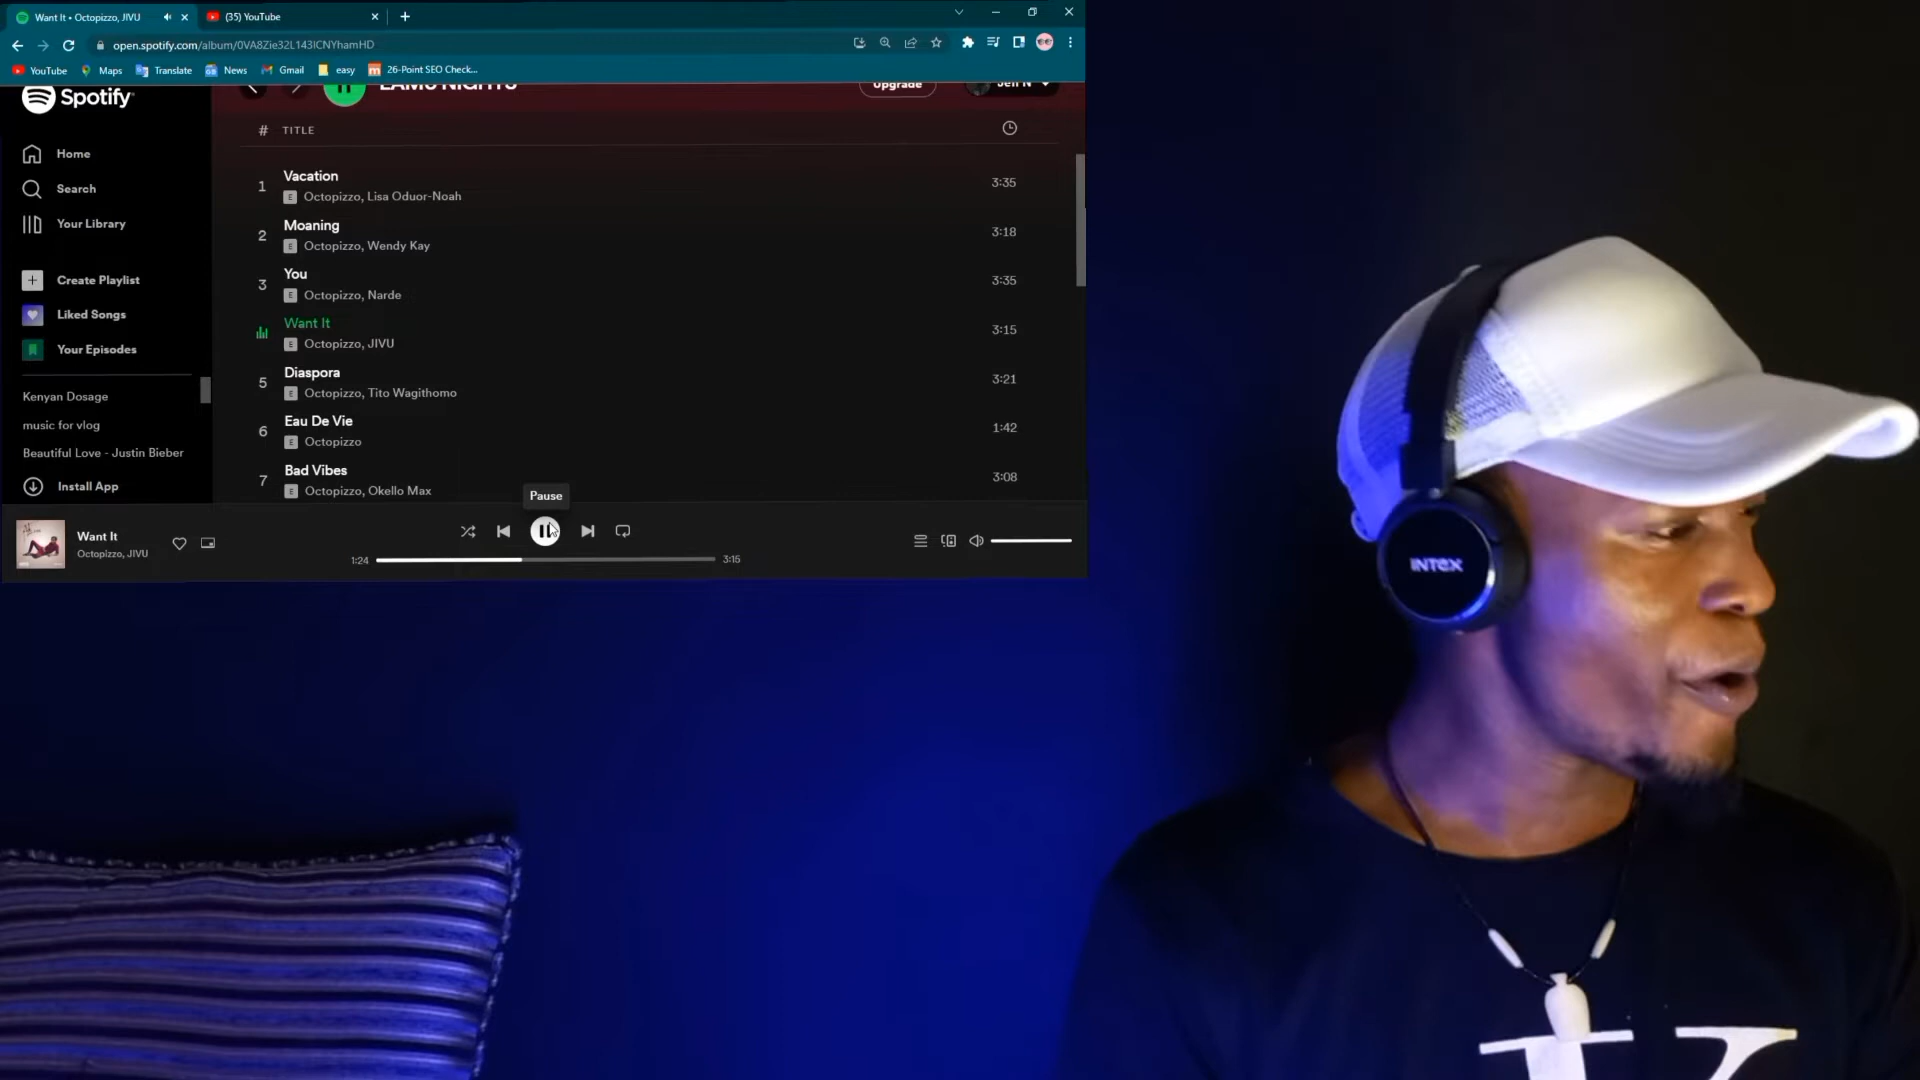 Want It • Octopizzo, JIVU
(35) YouTube
open.spotify.com/album/0VA8Zie32L143ICNYhamHD
YouTube
Maps
Translate
News
Gmail
easy
26-Point SEO Check...
Spotify
LAMU NIGHTS
Upgrade
Jeff N
Home
Search
Your Library
Create Playlist
Liked Songs
Your Episodes
Kenyan Dosage
music for vlog
Beautiful Love - Justin Bieber
Install App
# TITLE
1 Vacation 3:35
E Octopizzo, Lisa Oduor-Noah
2 Moaning 3:18
E Octopizzo, Wendy Kay
3 You 3:35
E Octopizzo, Narde
Want It 3:15
E Octopizzo, JIVU
5 Diaspora 3:21
E Octopizzo, Tito Wagithomo
6 Eau De Vie 1:42
E Octopizzo
7 Bad Vibes 3:08
E Octopizzo, Okello Max
Pause
Want It
Octopizzo, JIVU
1:24
3:15
INTEX